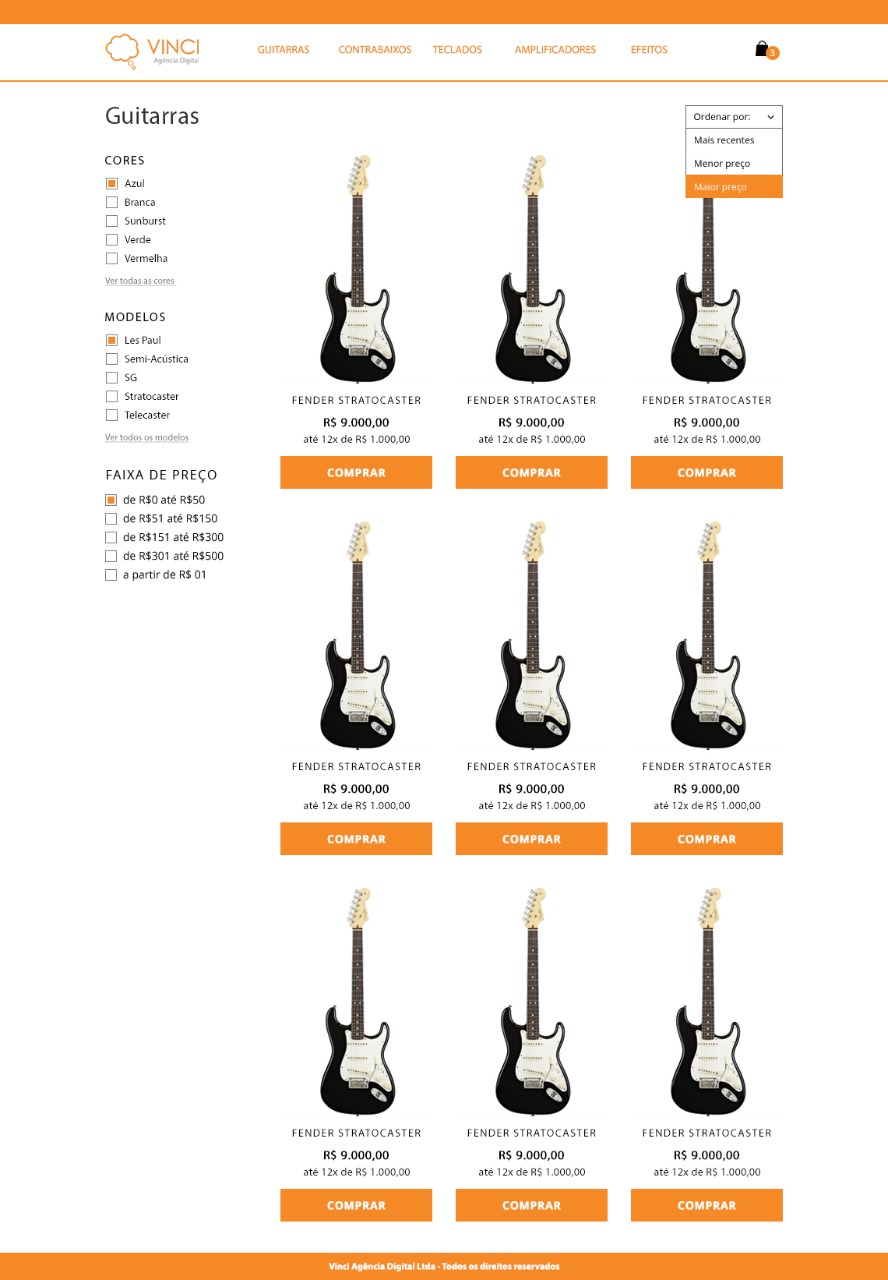 VINCI
Agência Digital
GUITARRAS CONTRABAIXOS TECLADOS AMPLIFICADORES EFEITOS
3
Guitarras
Ordenar por:
Mais recentes
Menor preço
Maior preço
CORES
Azul
Branca
Sunburst
Verde
Vermelha
Ver todas as cores
MODELOS
Les Paul
Semi-Acústica
SG
Stratocaster
Telecaster
Ver todos os modelos
FAIXA DE PREÇO
de R$0 até R$50
de R$51 até R$150
de R$151 até R$300
de R$301 até R$500
a partir de R$ 01
FENDER STRATOCASTER FENDER STRATOCASTER FENDER STRATOCASTER
R$ 9.000,00 R$ 9.000,00 R$ 9.000,00
até 12x de R$ 1.000,00 até 12x de R$ 1.000,00 até 12x de R$ 1.000,00
COMPRAR COMPRAR COMPRAR
FENDER STRATOCASTER FENDER STRATOCASTER FENDER STRATOCASTER
R$ 9.000,00 R$ 9.000,00 R$ 9.000,00
até 12x de R$ 1.000,00 até 12x de R$ 1.000,00 até 12x de R$ 1.000,00
COMPRAR COMPRAR COMPRAR
FENDER STRATOCASTER FENDER STRATOCASTER FENDER STRATOCASTER
R$ 9.000,00 R$ 9.000,00 R$ 9.000,00
até 12x de R$ 1.000,00 até 12x de R$ 1.000,00 até 12x de R$ 1.000,00
COMPRAR COMPRAR COMPRAR
Vinci Agência Digital Ltda - Todos os direitos reservados